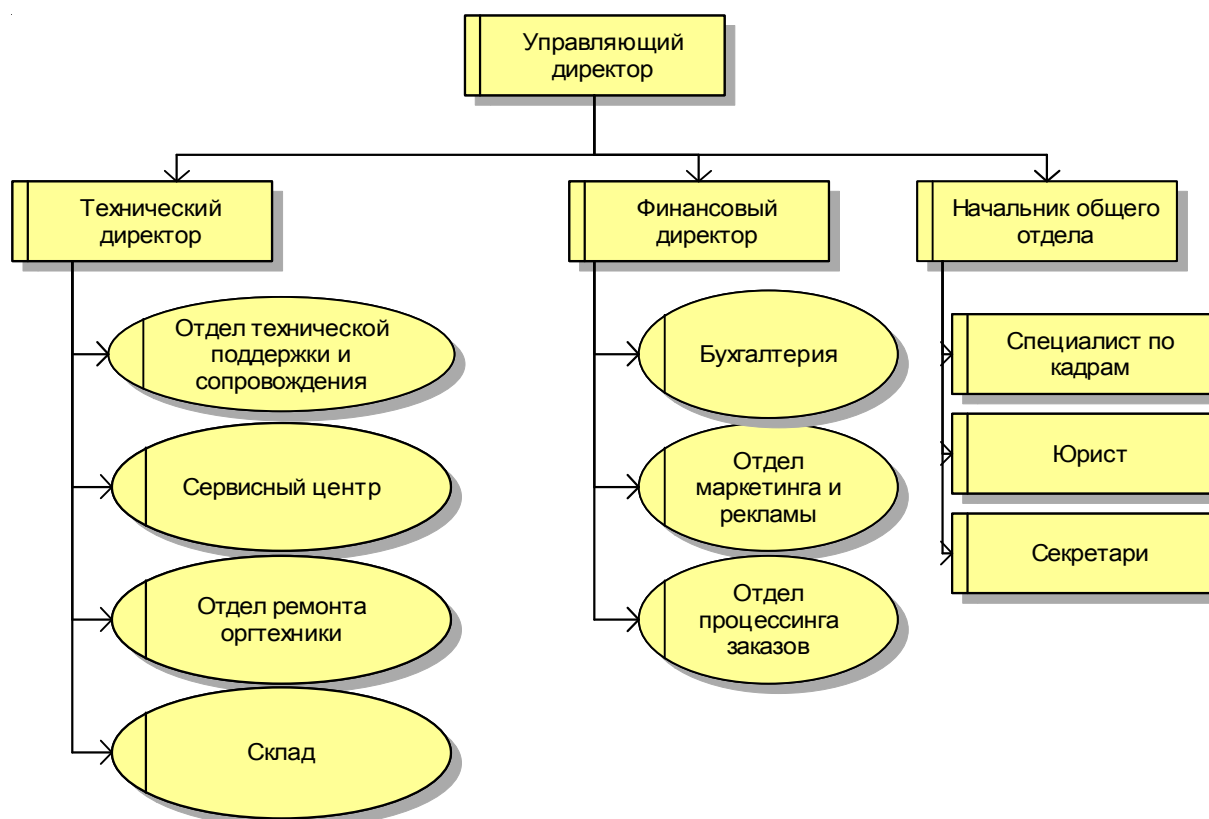 Управляющий
директор
Технический
директор
Финансовый
директор
Начальник общего
отдела
Отдел технической
поддержки и
сопровождения
Сервисный центр
Отдел ремонта
оргтехники
Склад
Бухгалтерия
Отдел
маркетинга и
рекламы
Отдел
процессинга
заказов
Специалист по
кадрам
Юрист
Секретари